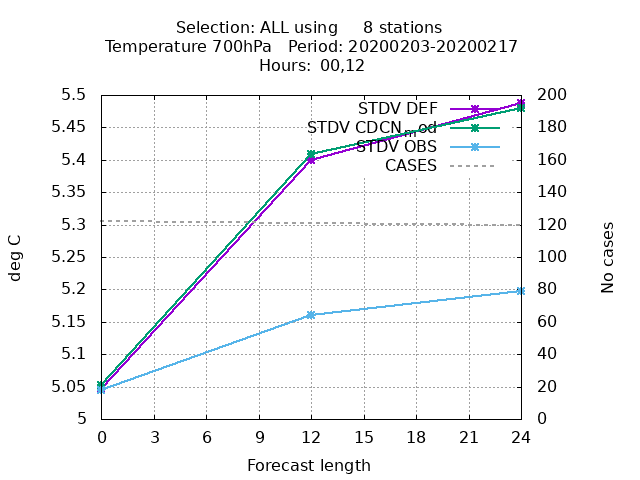 Selection: ALL using     8 stations
Temperature 700hPa   Period: 20200203-20200217
Hours: 00,12
5.5
5.45
5.4
5.35
5.3
5.25
5.2
5.15
5.1
5.05
5
deg C
STDV DEF
STDV CDCN_mod
STDV OBS
CASES
200
180
160
140
120
100
80
60
40
20
0
No cases
0 3 6 9 12 15 18 21 24
Forecast length